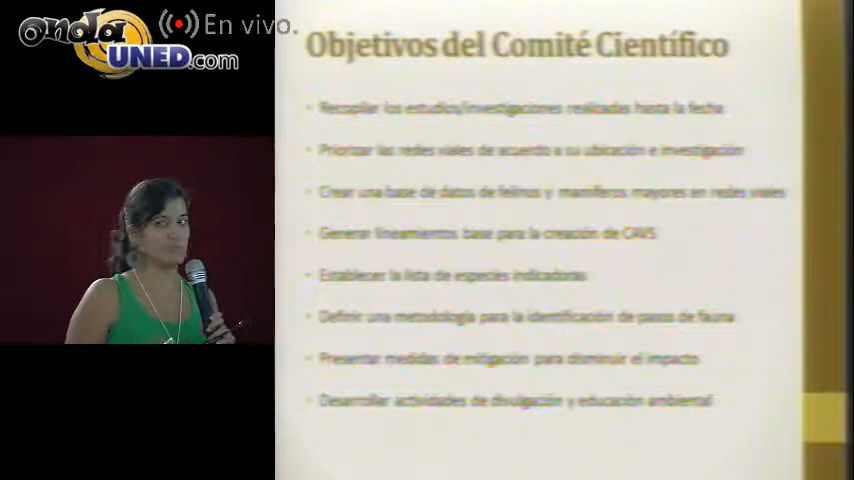 onda
UNED.com
En vivo.
Objetivos del Comité Científico
Recopilar los estudios/investigaciones realizadas hasta la fecha
Priorizar las redes viales de acuerdo a su ubicación e investigación
Crear una base de datos de felinos y mamíferos mayores en redes viales
Generar lineamientos base para la creación de CAVS
Establecer la lista de especies indicadoras
Definir una metodología para la identificación de pasos de fauna
Presentar medidas de mitigación para disminuir el impacto
Desarrollar actividades de divulgación y educación ambiental